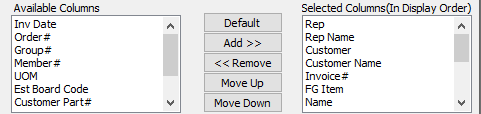 Available Columns
Inv Date
Order#
Group#
Member#
UOM
Est Board Code
Customer Part#
Default
Add >>
<< Remove
Move Up
Move Down
Selected Columns(In Display Order)
Rep
Rep Name
Customer
Customer Name
Invoice#
FG Item
Name